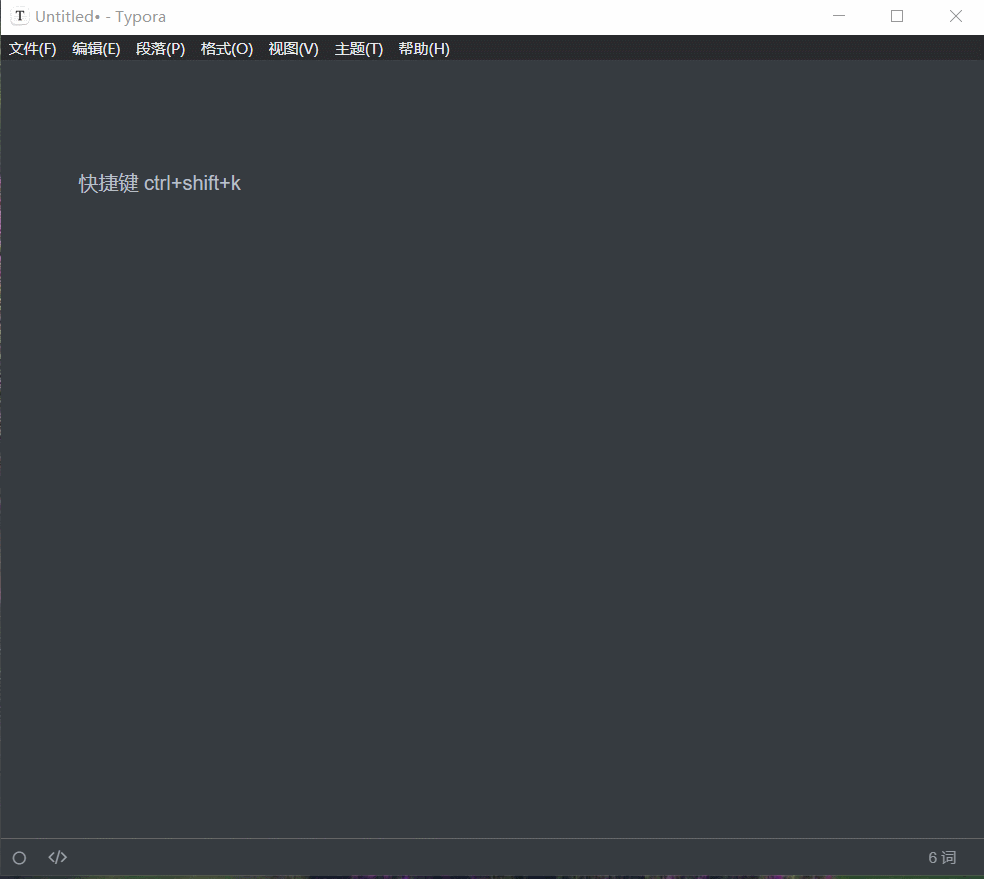 T Untitled• - Typora
文件(F) 编辑(E) 段落(P) 格式(O) 视图(V) 主题(T) 帮助(H)
快捷键 ctrl+shift+k
</> 6 词